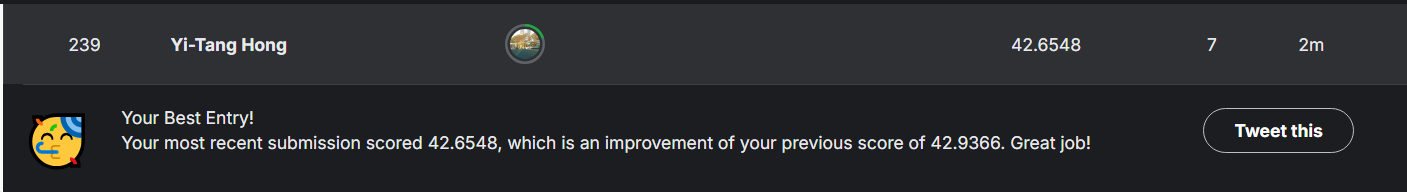 239 Yi-Tang Hong 42.6548 7 2m
Your Best Entry!
Your most recent submission scored 42.6548, which is an improvement of your previous score of 42.9366. Great job!
Tweet this